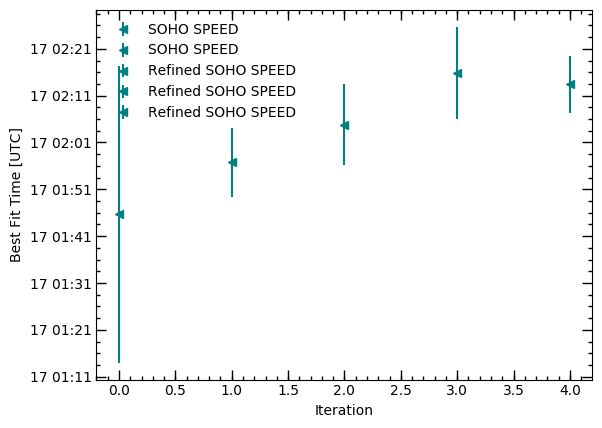 SOHO SPEED
SOHO SPEED
Refined SOHO SPEED
Refined SOHO SPEED
Refined SOHO SPEED
Best Fit Time [UTC]
17 02:21
17 02:11
17 02:01
17 01:51
17 01:41
17 01:31
17 01:21
17 01:11
0.0 0.5 1.0 1.5 2.0 2.5 3.0 3.5 4.0
Iteration